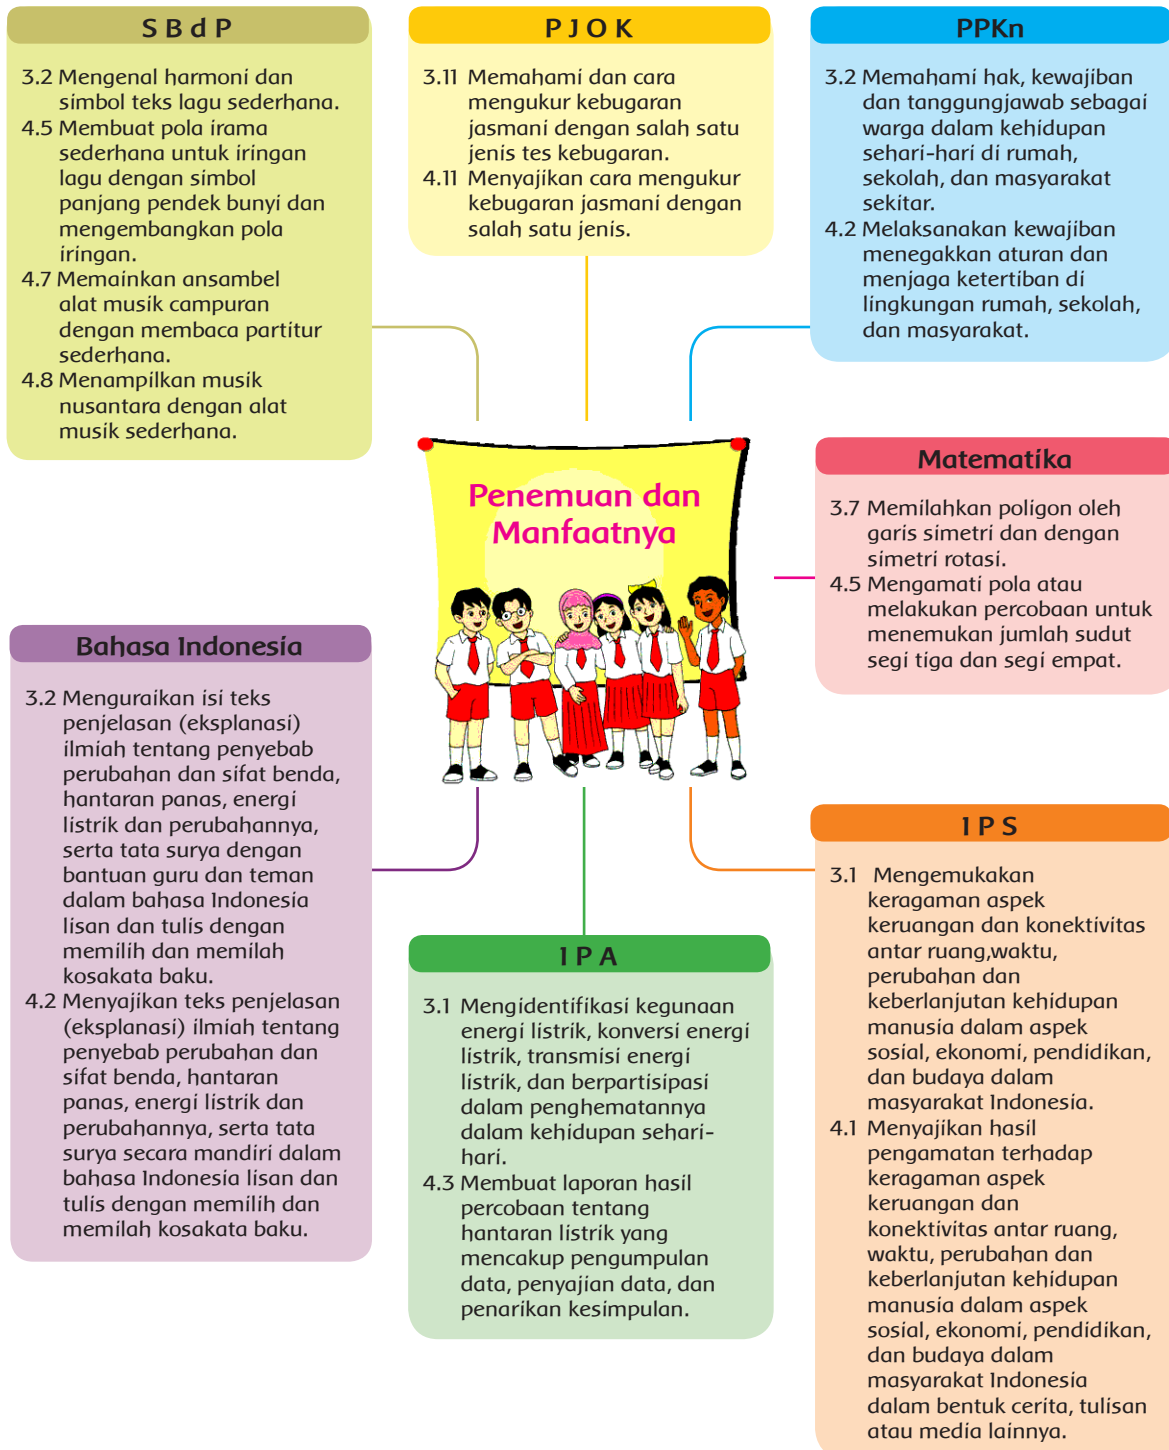 S B d P
3.2 Mengenal harmoni dan
simbol teks lagu sederhana.
4.5 Membuat pola irama
sederhana untuk iringan
lagu dengan simbol
panjang pendek bunyi dan
mengembangkan pola
iringan.
4.7 Memainkan ansambel
alat musik campuran
dengan membaca partitur
sederhana.
4.8 Menampilkan musik
nusantara dengan alat
musik sederhana.
P J O K
3.11 Memahami dan cara
mengukur kebugaran
jasmani dengan salah satu
jenis tes kebugaran.
4.11 Menyajikan cara mengukur
kebugaran jasmani dengan
salah satu jenis.
PPKn
3.2 Memahami hak, kewajiban
dan tanggungjawab sebagai
warga dalam kehidupan
sehari-hari di rumah,
sekolah, dan masyarakat
sekitar.
4.2 Melaksanakan kewajiban
menegakkan aturan dan
menjaga ketertiban di
lingkungan rumah, sekolah,
dan masyarakat.
Penemuan dan
Manfaatnya
Matematika
3.7 Memilahkan poligon oleh
garis simetri dan dengan
simetri rotasi.
4.5 Mengamati pola atau
melakukan percobaan untuk
menemukan jumlah sudut
segi tiga dan segi empat.
Bahasa Indonesia
3.2 Menguraikan isi teks
penjelasan (eksplanasi)
ilmiah tentang penyebab
perubahan dan sifat benda,
hantaran panas, energi
listrik dan perubahannya,
serta tata surya dengan
bantuan guru dan teman
dalam bahasa Indonesia
lisan dan tulis dengan
memilih dan memilah
kosakata baku.
4.2 Menyajikan teks penjelasan
(eksplanasi) ilmiah tentang
penyebab perubahan dan
sifat benda, hantaran
panas, energi listrik dan
perubahannya, serta tata
surya secara mandiri dalam
bahasa Indonesia lisan dan
tulis dengan memilih dan
memilah kosakata baku.
I P A
3.1 Mengidentifikasi kegunaan
energi listrik, konversi energi
listrik, transmisi energi
listrik, dan berpartisipasi
dalam penghematannya
dalam kehidupan sehari-
hari.
4.3 Membuat laporan hasil
percobaan tentang
hantaran listrik yang
mencakup pengumpulan
data, penyajian data, dan
penarikan kesimpulan.
I P S
3.1 Mengemukakan
keragaman aspek
keruangan dan konektivitas
antar ruang,waktu,
perubahan dan
keberlanjutan kehidupan
manusia dalam aspek
sosial, ekonomi, pendidikan,
dan budaya dalam
masyarakat Indonesia.
4.1 Menyajikan hasil
pengamatan terhadap
keragaman aspek
keruangan dan
konektivitas antar ruang,
waktu, perubahan dan
keberlanjutan kehidupan
manusia dalam aspek
sosial, ekonomi, pendidikan,
dan budaya dalam
masyarakat Indonesia
dalam bentuk cerita, tulisan
atau media lainnya.